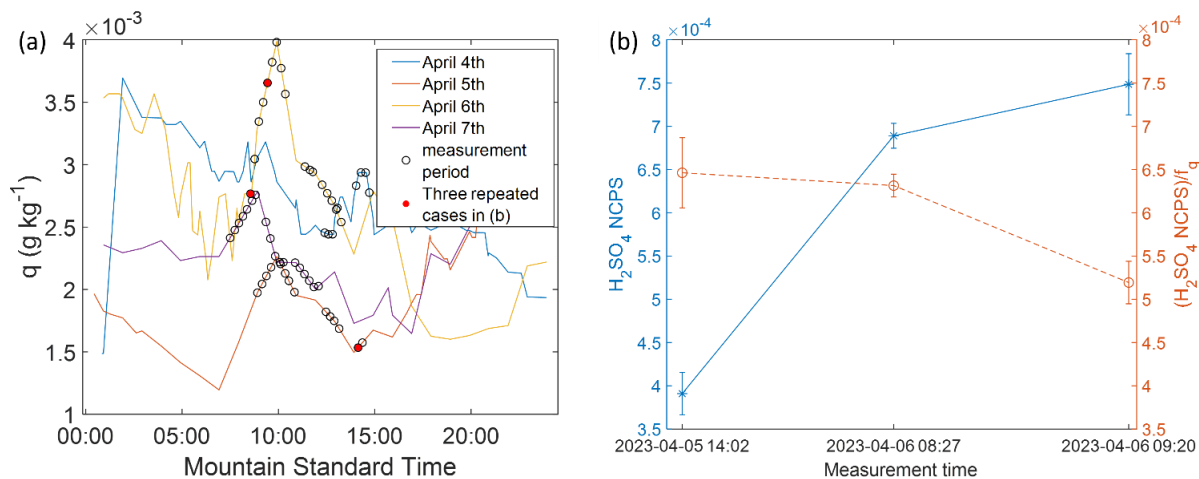 (a)
×10⁻³
4
3.5
3
2.5
2
1.5
1
q (g kg⁻¹)
00:00 05:00 10:00 15:00 20:00
Mountain Standard Time
April 4th
April 5th
April 6th
April 7th
measurement
period
Three repeated
cases in (b)
(b)
×10⁻⁴
8
7.5
7
6.5
6
5.5
5
4.5
4
3.5
H₂SO₄ NCPS
×10⁻⁴
8
7.5
7
6.5
6
5.5
5
4.5
4
3.5
(H₂SO₄ NCPS)/f_q
2023-04-05 14:02 2023-04-06 08:27 2023-04-06 09:20
Measurement time